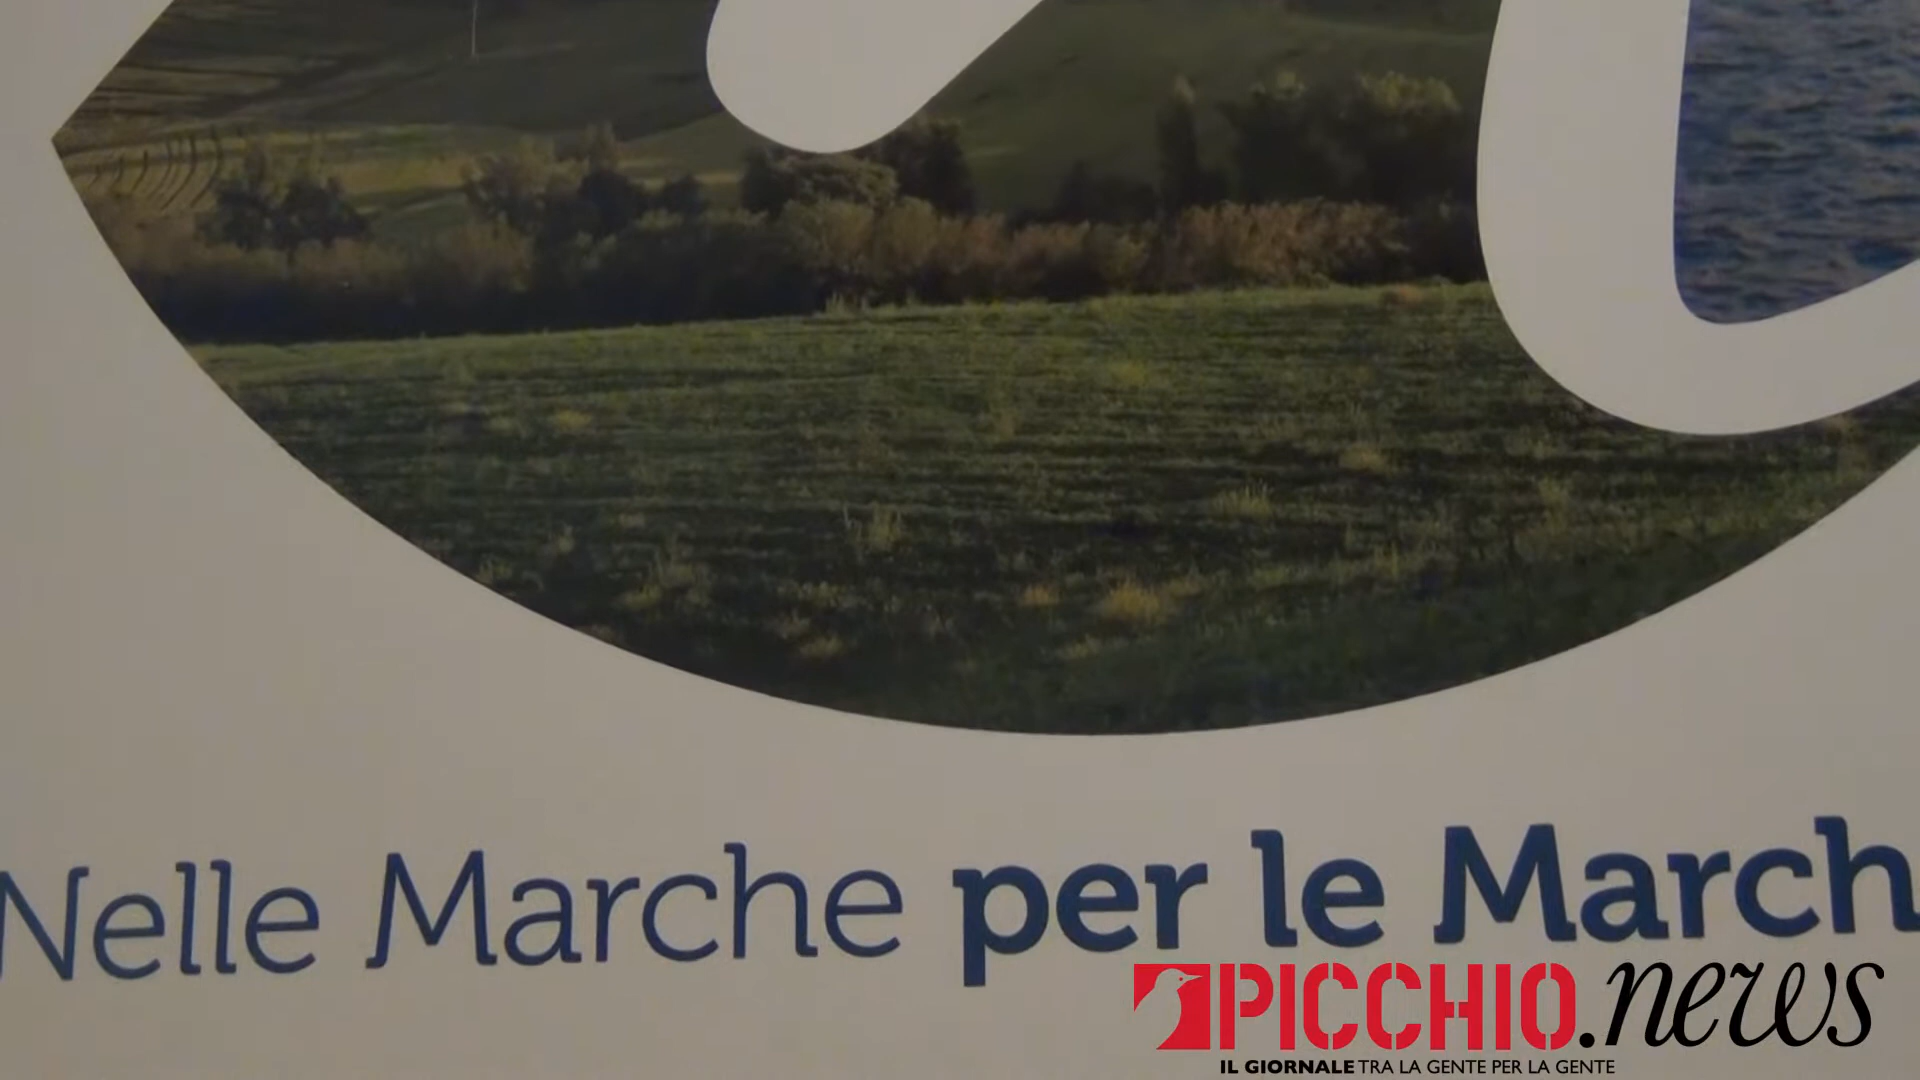 Nelle Marche per le March
PICCHIO.news
IL GIORNALE TRA LA GENTE PER LA GENTE